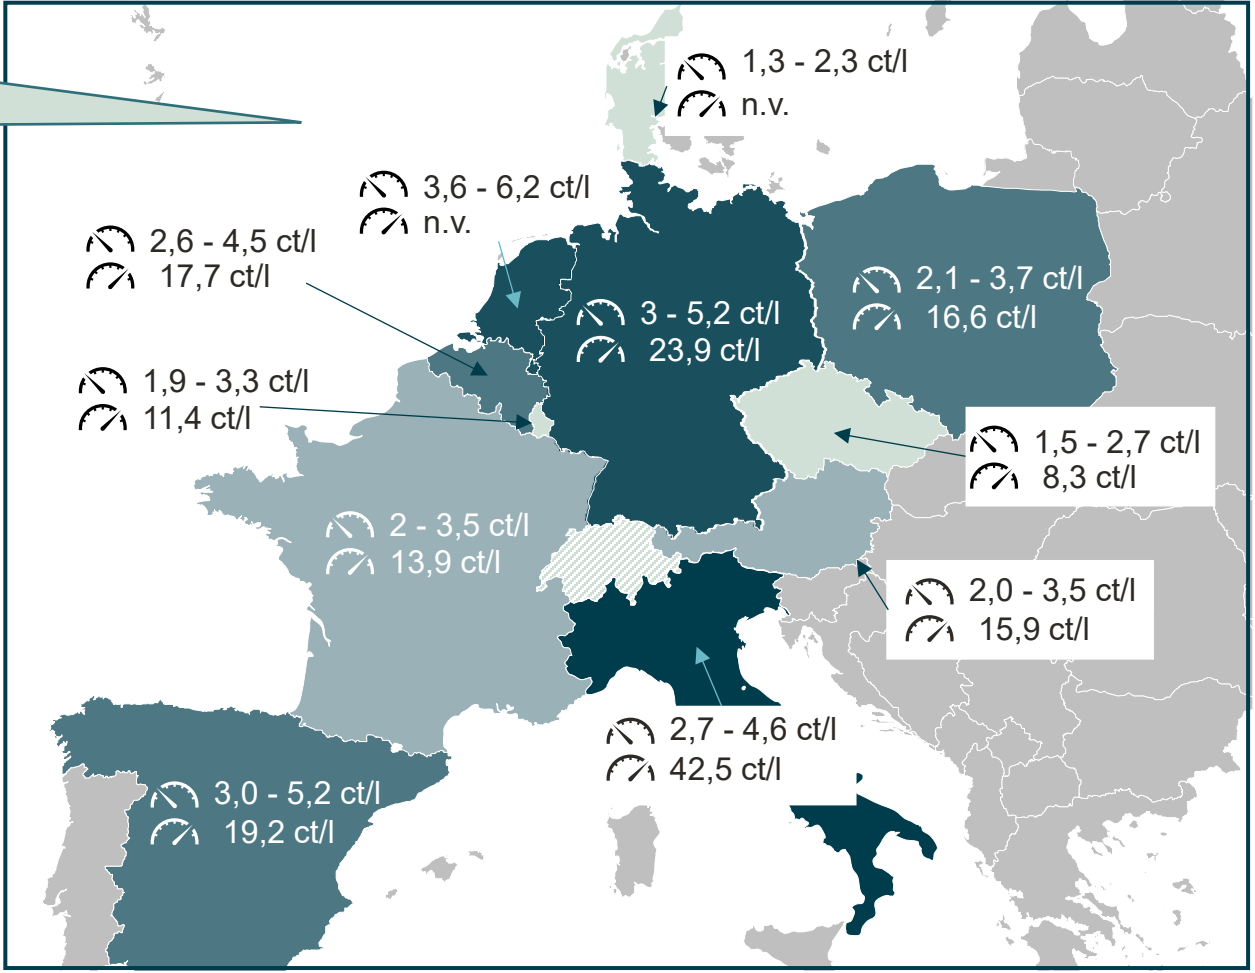 1,3 - 2,3 ct/l
n.v.
3,6 - 6,2 ct/l
n.v.
2,6 - 4,5 ct/l
17,7 ct/l
3 - 5,2 ct/l
23,9 ct/l
2,1 - 3,7 ct/l
16,6 ct/l
1,9 - 3,3 ct/l
11,4 ct/l
1,5 - 2,7 ct/l
8,3 ct/l
2 - 3,5 ct/l
13,9 ct/l
2,0 - 3,5 ct/l
15,9 ct/l
2,7 - 4,6 ct/l
42,5 ct/l
3,0 - 5,2 ct/l
19,2 ct/l